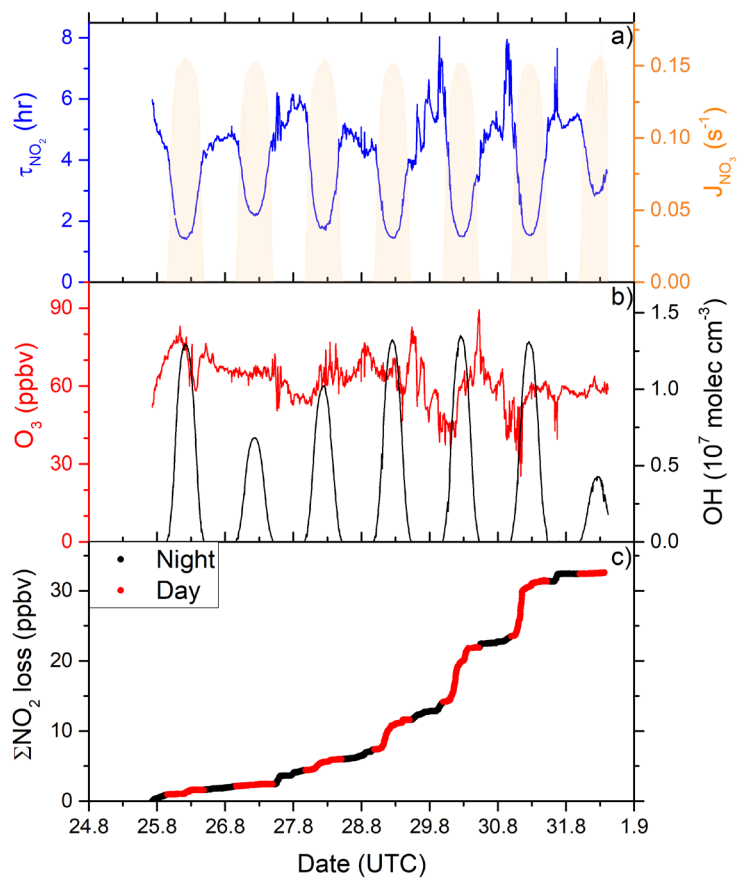 a)
8
6
4
2
0
τNO₂ (hr)
0.15
0.10
0.05
0.00
JNO₃ (s⁻¹)
b)
90
60
30
0
O₃ (ppbv)
1.5
1.0
0.5
0.0
OH (10⁷ molec cm⁻³)
c)
Night
Day
30
20
10
0
ΣNO₂ loss (ppbv)
24.8 25.8 26.8 27.8 28.8 29.8 30.8 31.8 1.9
Date (UTC)